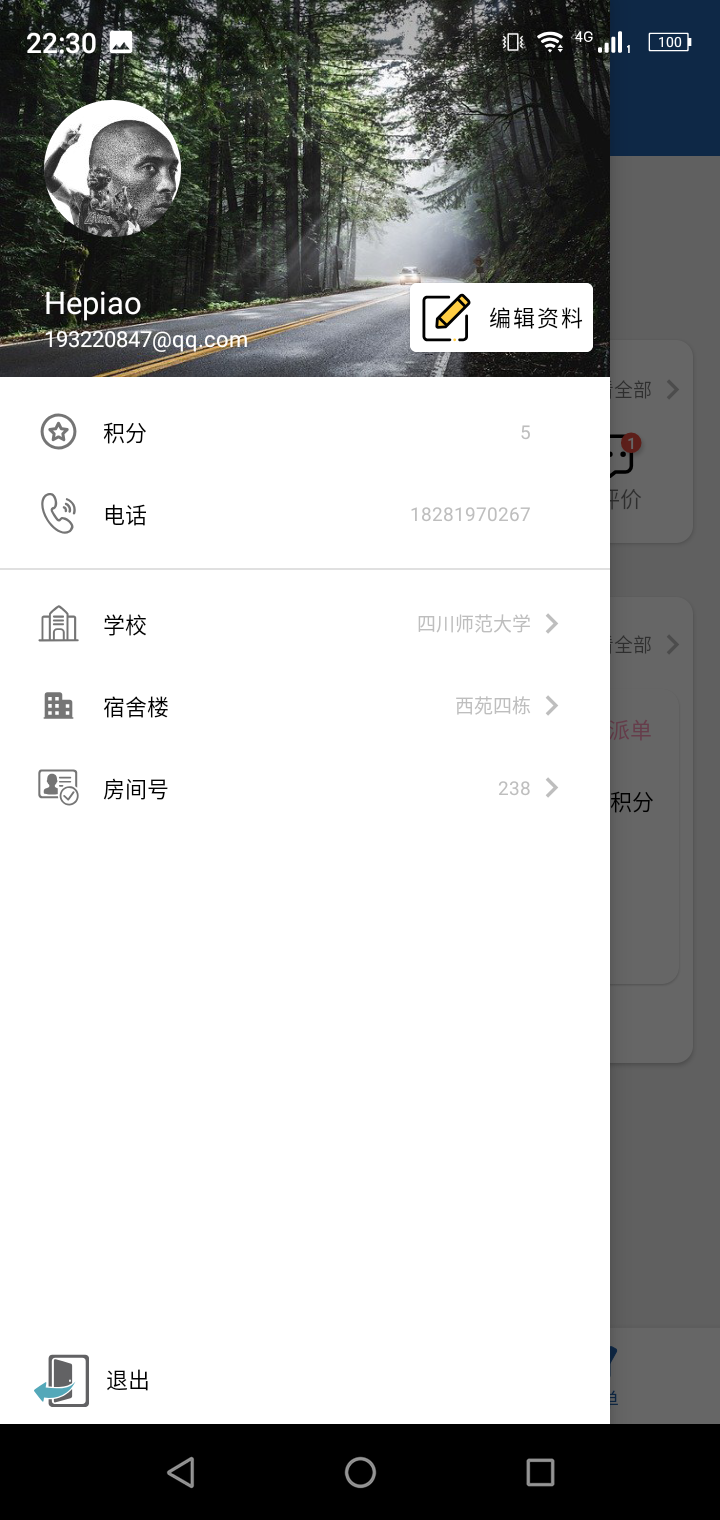 22:30
4G
1
100
Hepiao
193220847@qq.com
编辑资料
积分 5
电话 18281970267
学校 四川师范大学
宿舍楼 西苑四栋
房间号 238
退出
全部
1
评价
全部
派单
积分
单